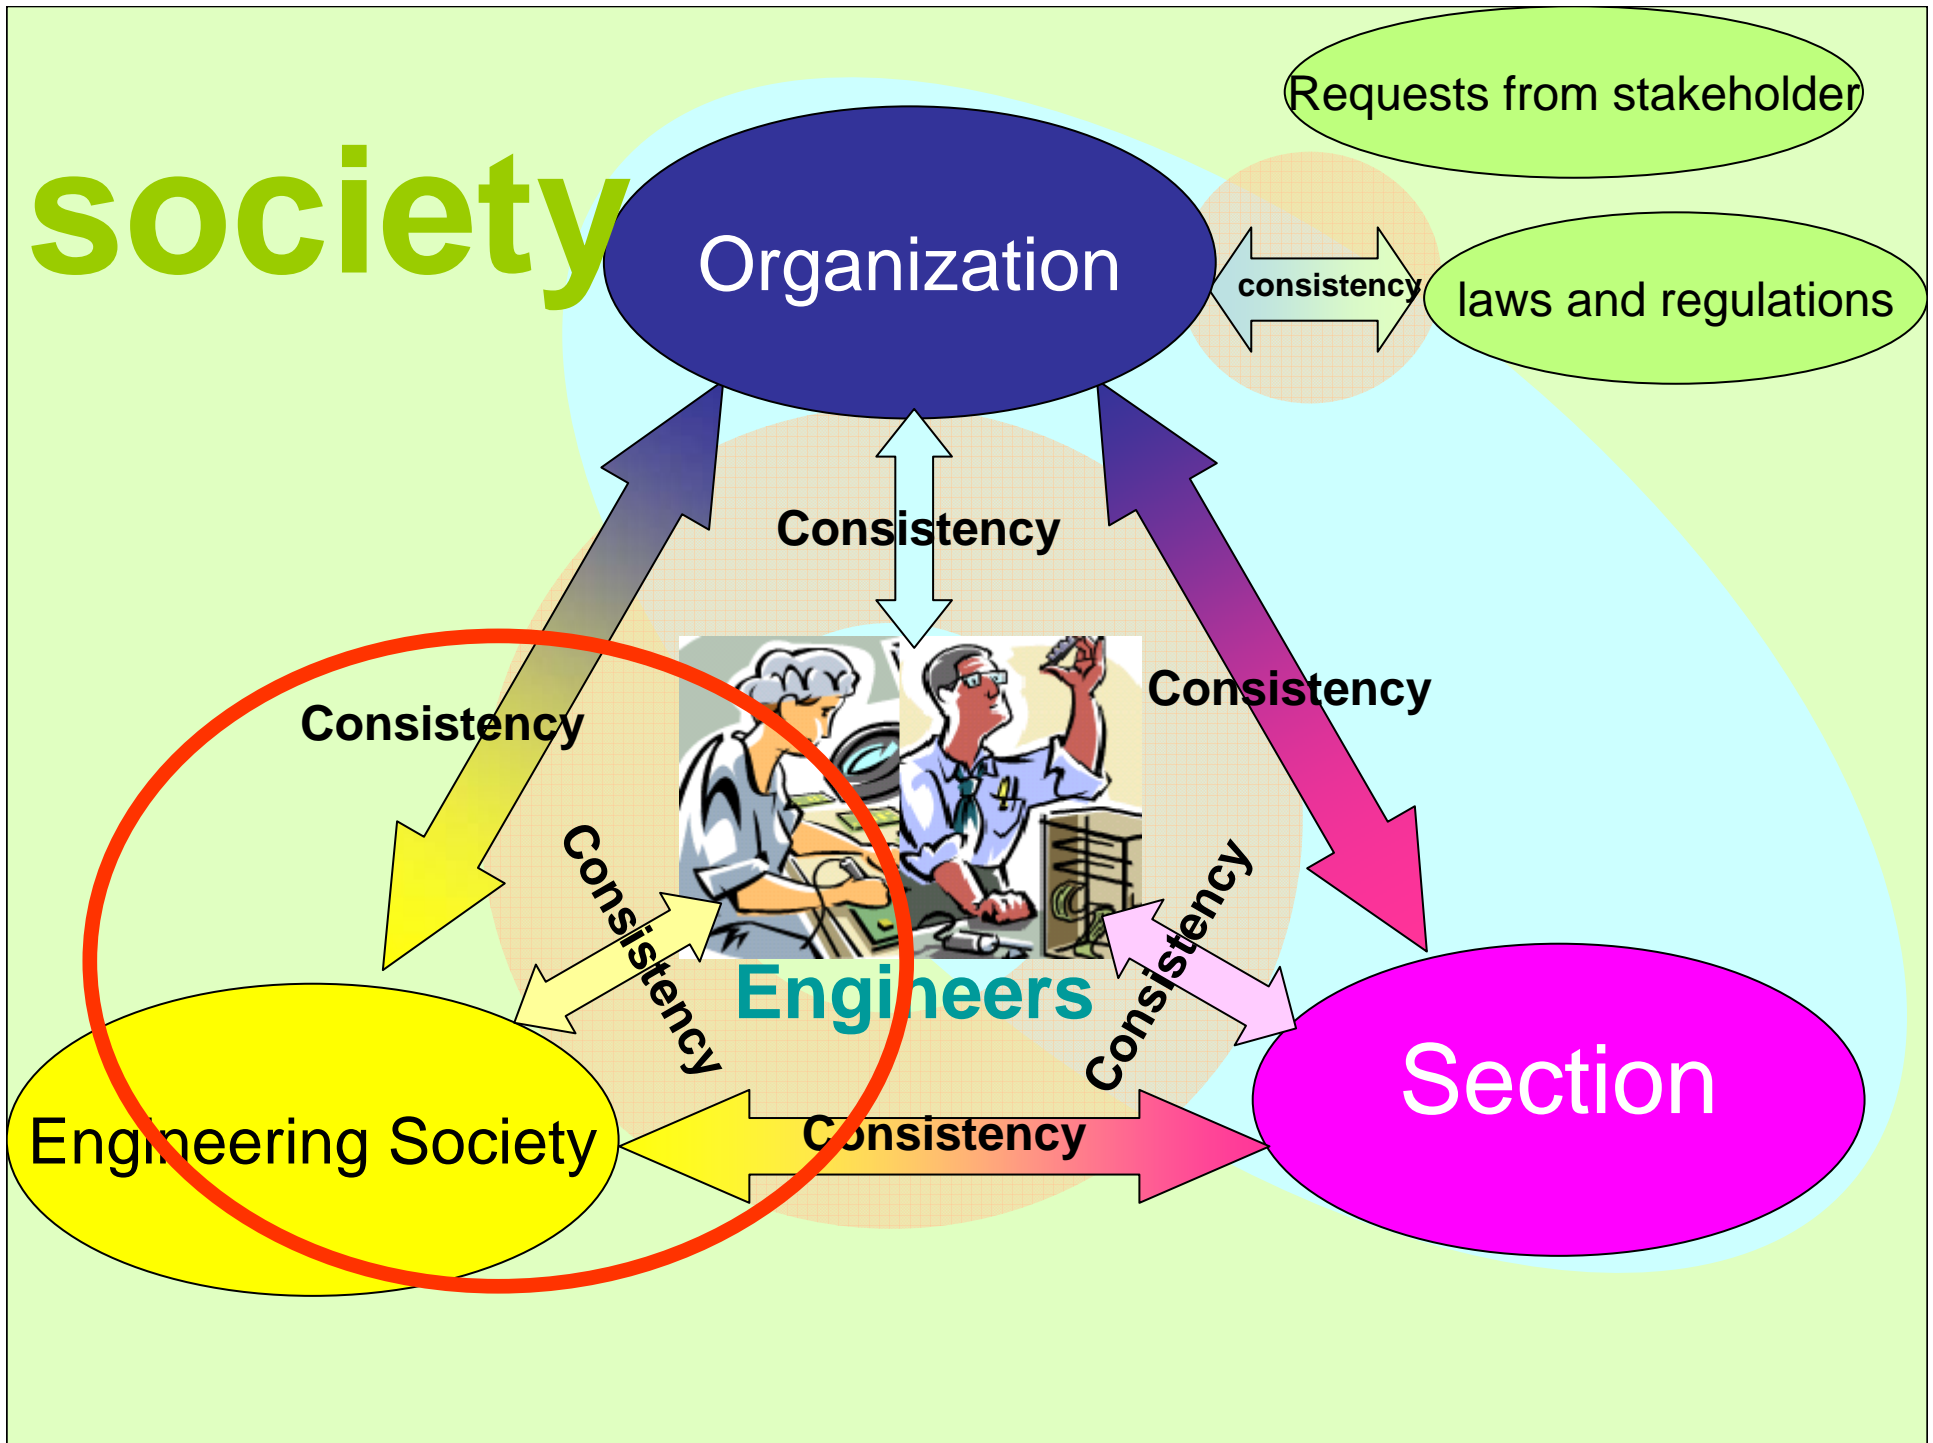 Requests from stakeholder
society
Organization
consistency
laws and regulations
Consistency
Consistency
Consistency
Consistency
Consistency
Engineers
Section
Engineering Society
Consistency